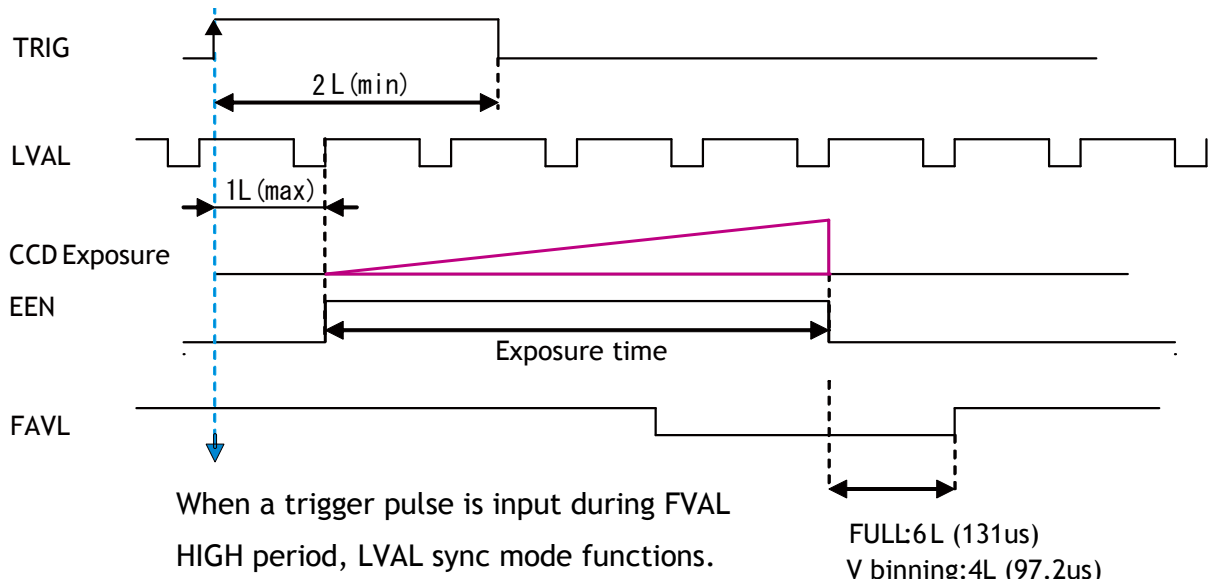 TRIG
2L(min)
LVAL
1L(max)
CCD Exposure
EEN
Exposure time
FAVL
When a trigger pulse is input during FVAL
HIGH period, LVAL sync mode functions.
FULL:6L (131us)
V binning:4L (97.2us)